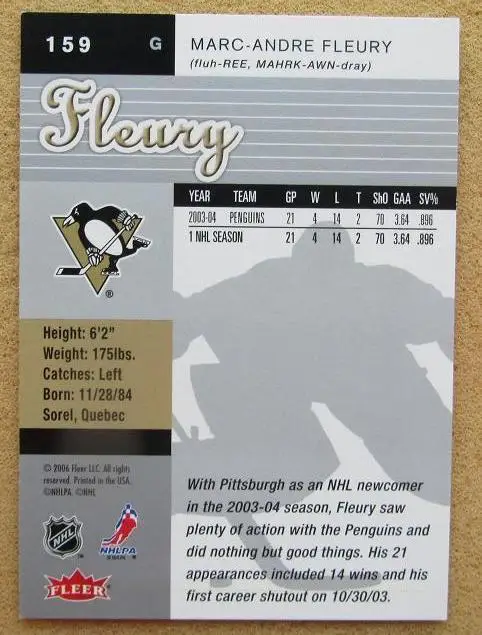 159 G MARC-ANDRE FLEURY
(fluh-REE, MAHRK-AWN-dray)
Fleury
YEAR TEAM GP W L T ShO GAA SV%
2003-04 PENGUINS 21 4 14 2 70 3.64 .896
1 NHL SEASON 21 4 14 2 70 3.64 .896
®
Height: 6'2"
Weight: 175lbs.
Catches: Left
Born: 11/28/84
Sorel, Quebec
© 2006 Fleer LLC. All rights
reserved. Printed in the USA.
©NHLPA. ©NHL
With Pittsburgh as an NHL newcomer
in the 2003-04 season, Fleury saw
plenty of action with the Penguins and
did nothing but good things. His 21
appearances included 14 wins and his
first career shutout on 10/30/03.
NHL
NHLPA
FLEER